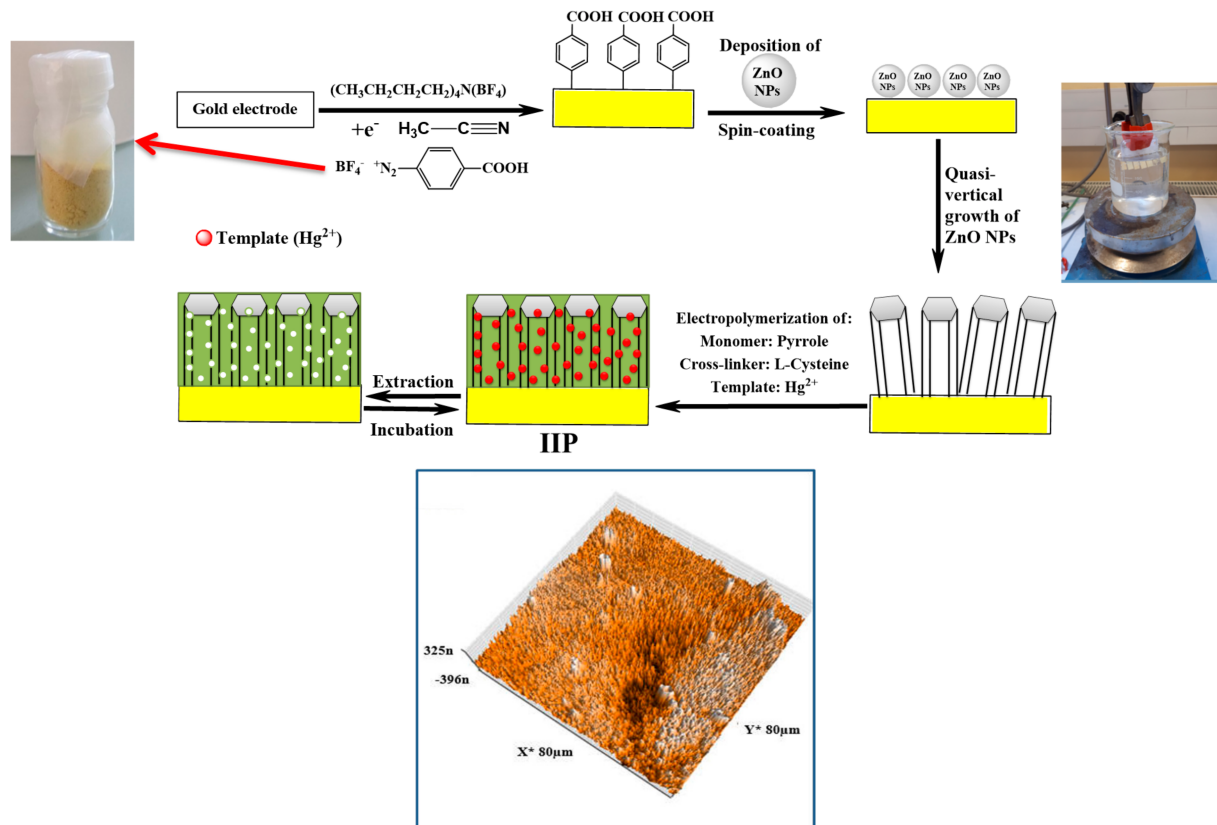 COOH
COOH
COOH
Gold electrode
(CH₃CH₂CH₂CH₂)₄N(BF₄)
+e⁻ H₃C—C≡N
BF₄⁻ ⁺N₂ COOH
Deposition of
ZnO
NPs
Spin-coating
ZnO
NPs
ZnO
NPs
ZnO
NPs
ZnO
NPs
Quasi-
vertical
growth of
ZnO NPs
Template (Hg²⁺)
Electropolymerization of:
Monomer: Pyrrole
Cross-linker: L-Cysteine
Template: Hg²⁺
Extraction
Incubation
IIP
325n
-396n
X* 80µm
Y* 80µm